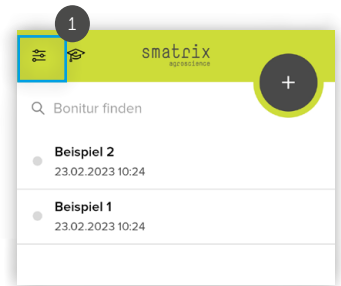 1
smatrix
agroscience
+
Bonitur finden
Beispiel 2
23.02.2023 10:24
Beispiel 1
23.02.2023 10:24